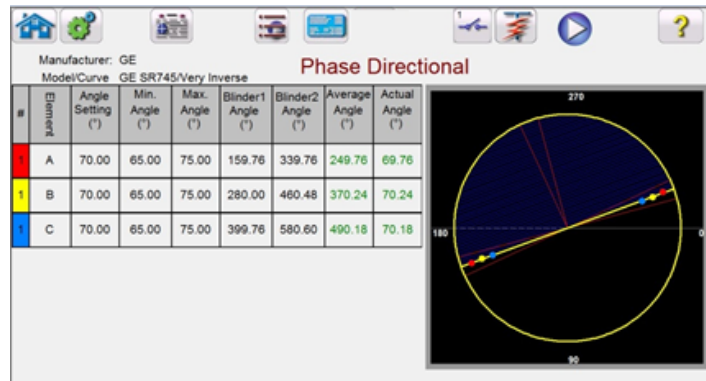 1
?
Manufacturer: GE
Phase Directional
Model/Curve GE SR745/Very Inverse
# Element Angle Setting (°) Min. Angle (°) Max. Angle (°) Blinder1 Angle (°) Blinder2 Angle (°) Average Angle (°) Actual Angle (°)
1 A 70.00 65.00 75.00 159.76 339.76 249.76 69.76
1 B 70.00 65.00 75.00 280.00 460.48 370.24 70.24
1 C 70.00 65.00 75.00 399.76 580.60 490.18 70.18
270
180
0
90